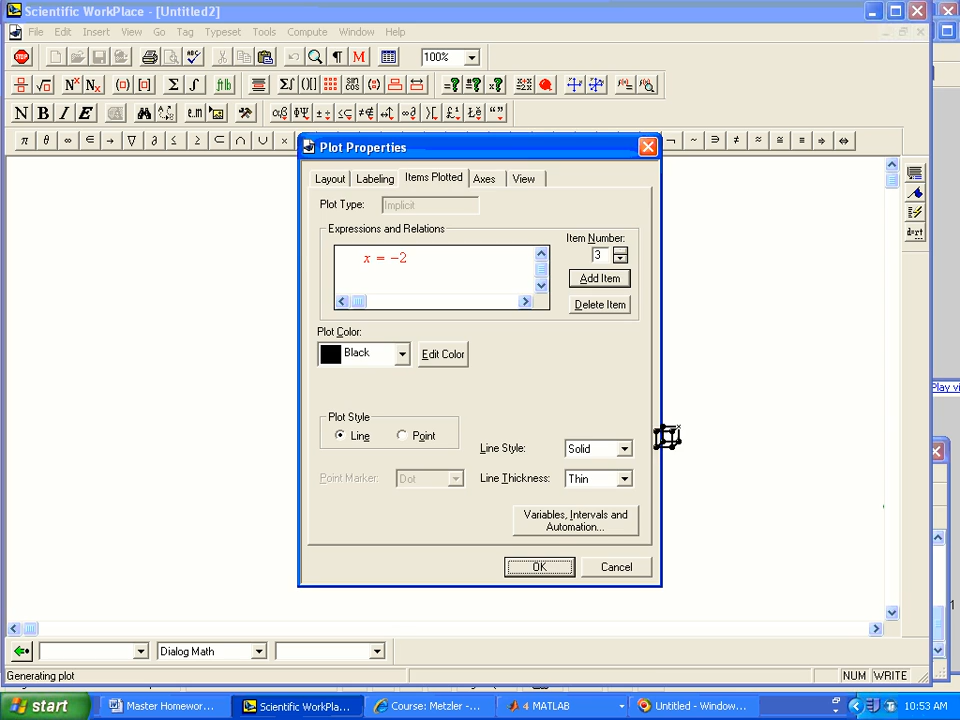 Scientific WorkPlace - [Untitled2]
File Edit Insert View Go Tag Typeset Tools Compute Window Help
100%
Plot Properties
Layout Labeling Items Plotted Axes View
Plot Type: Implicit
Expressions and Relations
x = −2
Item Number:
3
Add Item
Delete Item
Plot Color:
Black
Edit Color
Plot Style
Line Point
Line Style: Solid
Point Marker: Dot
Line Thickness: Thin
Variables, Intervals and
Automation...
OK Cancel
Play vi
Dialog Math
Generating plot
NUM WRITE
start
Master Homewor...
Scientific WorkPla...
Course: Metzler -...
4 MATLAB
Untitled - Window...
10:53 AM